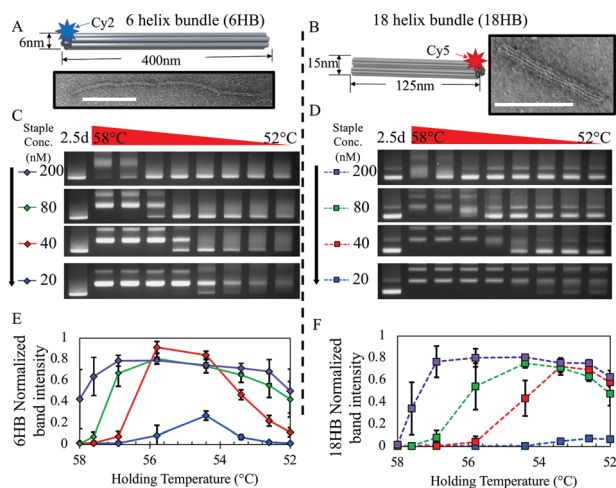 A
Cy2
6 helix bundle (6HB)
6nm
400nm
B
18 helix bundle (18HB)
Cy5
15nm
125nm
C
Staple
Conc.
(nM)
2.5d
58°C
52°C
200
80
40
20
D
Staple
Conc.
(nM)
2.5d
58°C
52°C
200
80
40
20
E
6HB Normalized
band intensity
1
0.8
0.6
0.4
0.2
0
58
56
54
52
Holding Temperature (°C)
F
18HB Normalized
band intensity
1
0.8
0.6
0.4
0.2
0
58
56
54
52
Holding Temperature (°C)